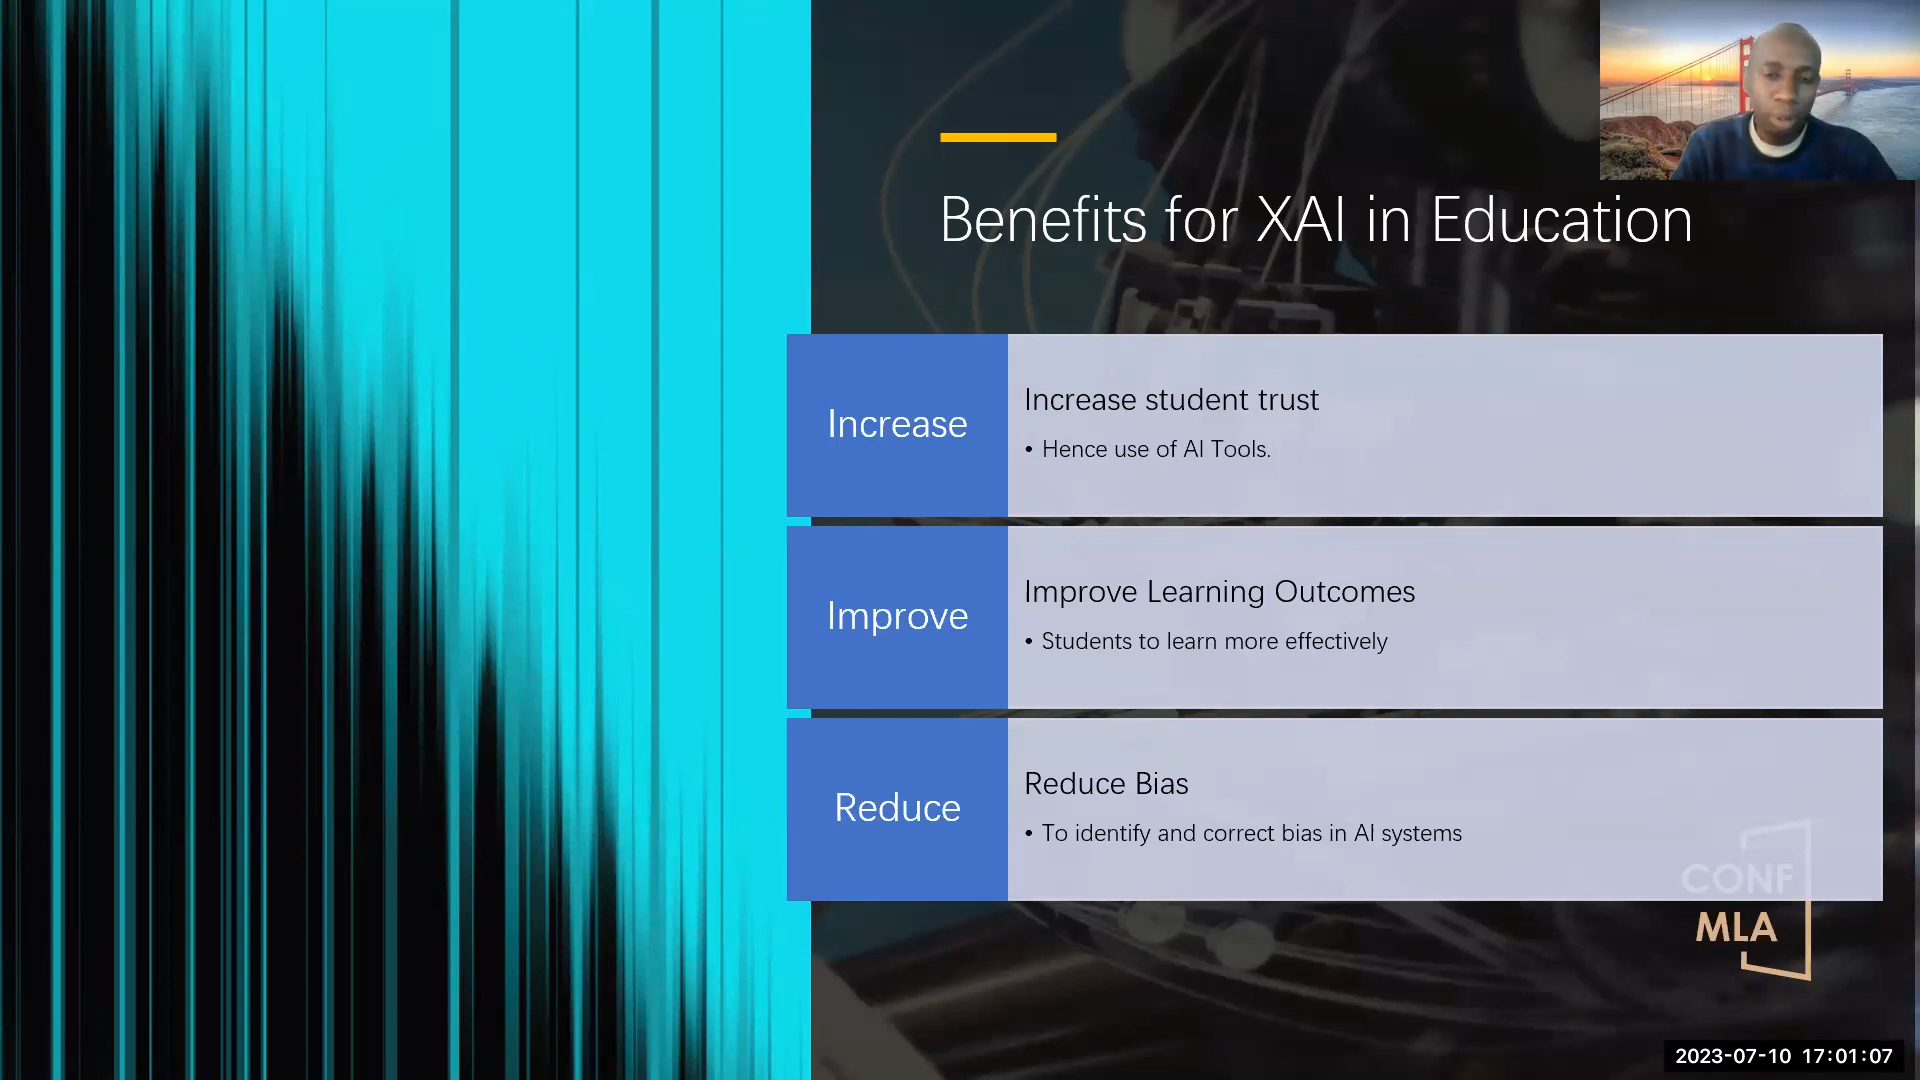 Benefits for XAI in Education
Increase
Increase student trust
• Hence use of AI Tools.
Improve
Improve Learning Outcomes
• Students to learn more effectively
Reduce
Reduce Bias
• To identify and correct bias in AI systems
CONF
MLA
2023-07-10 17:01:07